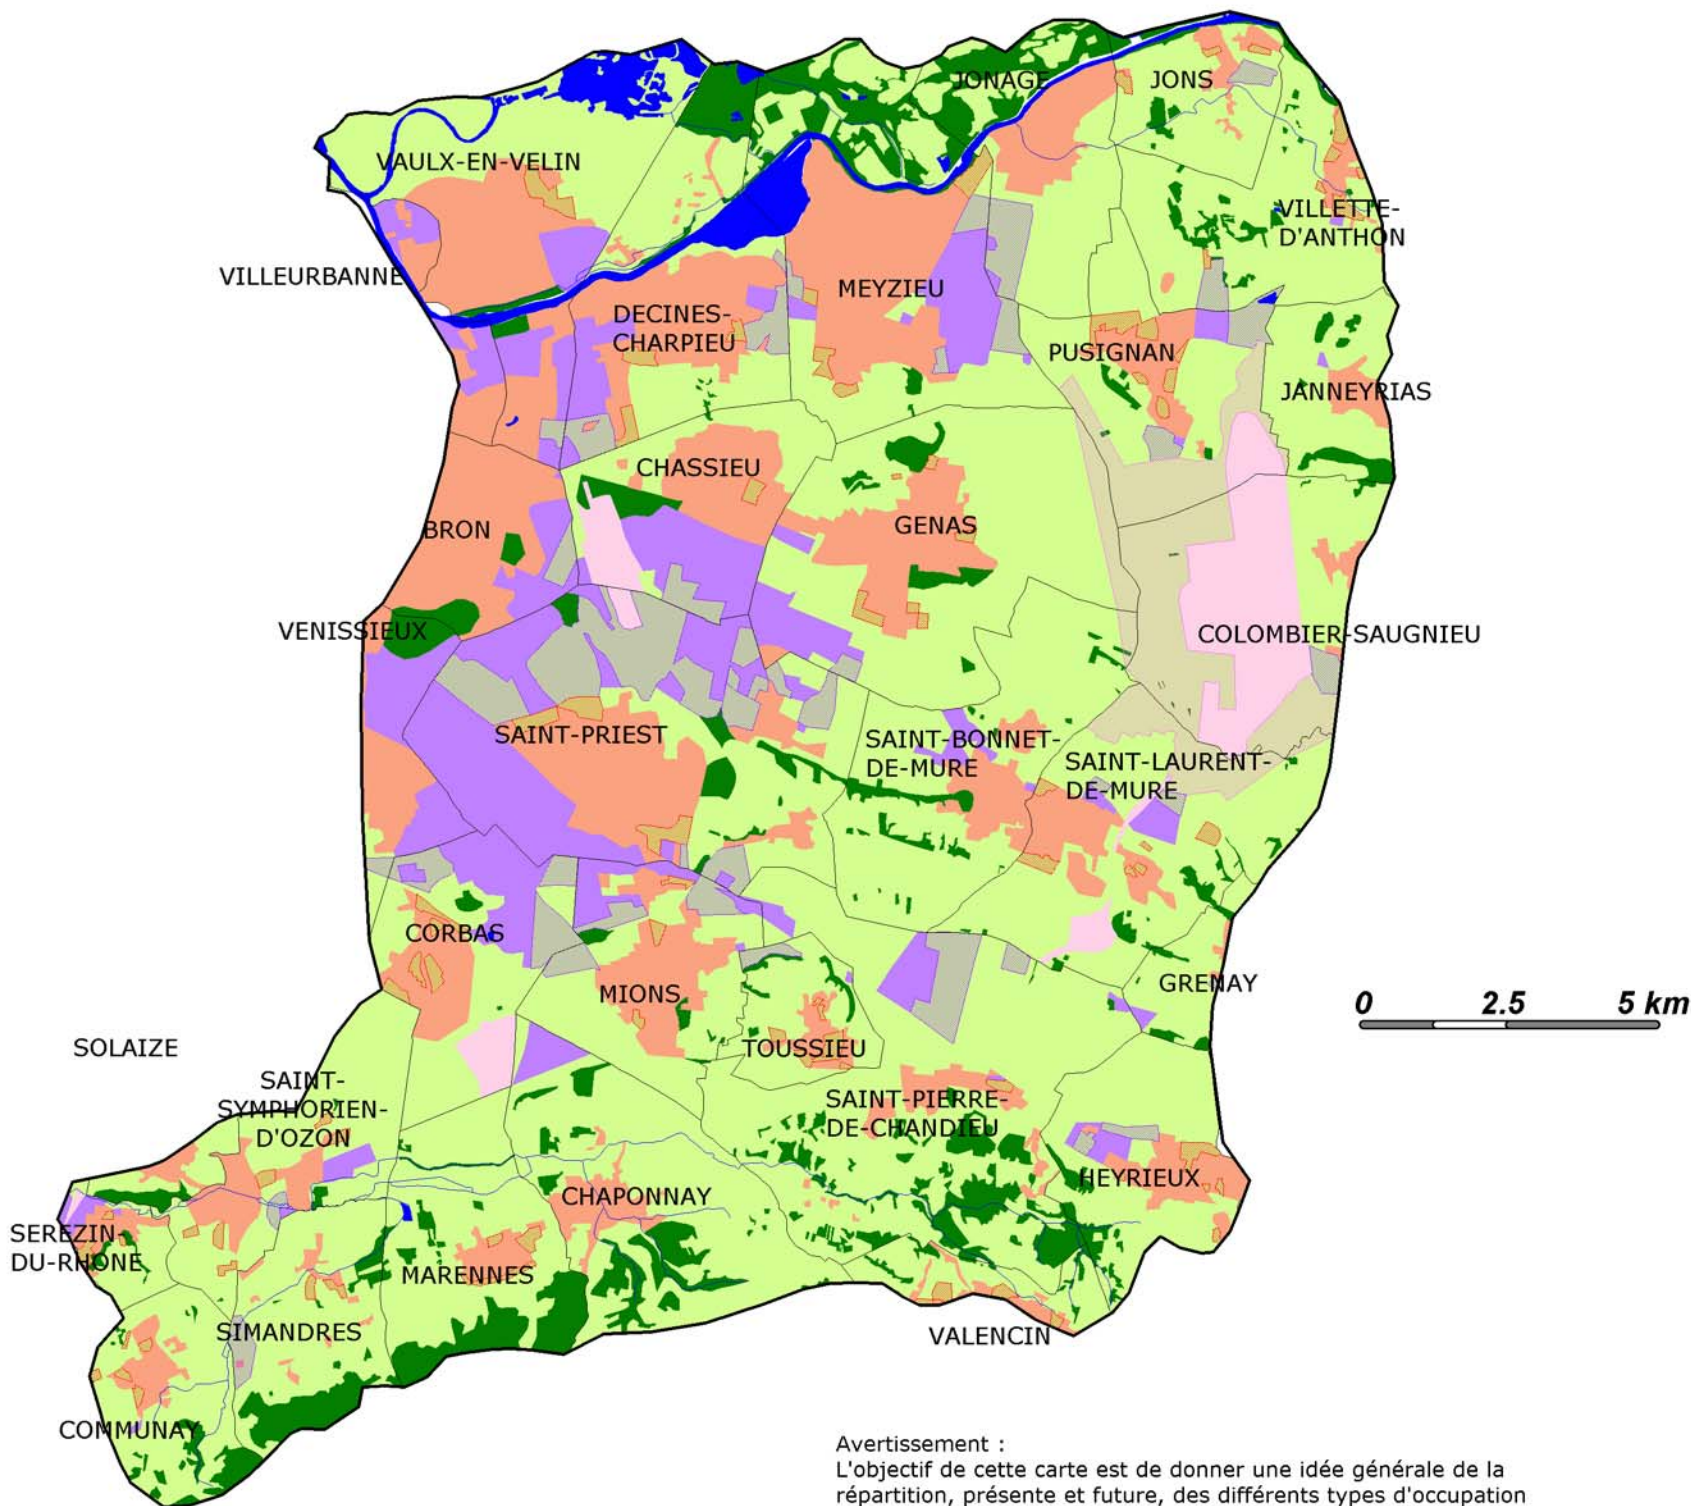 JONAGE
JONS
VAULX-EN-VELIN
VILLETTE-
D'ANTHON
VILLEURBANNE
MEYZIEU
DECINES-
CHARPIEU
PUSIGNAN
JANNEYRIAS
CHASSIEU
BRON
GENAS
VENISSIEUX
COLOMBIER-SAUGNIEU
SAINT-PRIEST
SAINT-BONNET-
DE-MURE
SAINT-LAURENT-
DE-MURE
CORBAS
MIONS
GRENAY
0 2.5 5 km
SOLAIZE
TOUSSIEU
SAINT-
SYMPHORIEN-
D'OZON
SAINT-PIERRE-
DE-CHANDIEU
HEYRIEUX
CHAPONNAY
SEREZIN-
DU-RHONE
MARENNES
SIMANDRES
VALENCIN
COMMUNAY
Avertissement :
L'objectif de cette carte est de donner une idée générale de la
répartition, présente et future, des différents types d'occupation